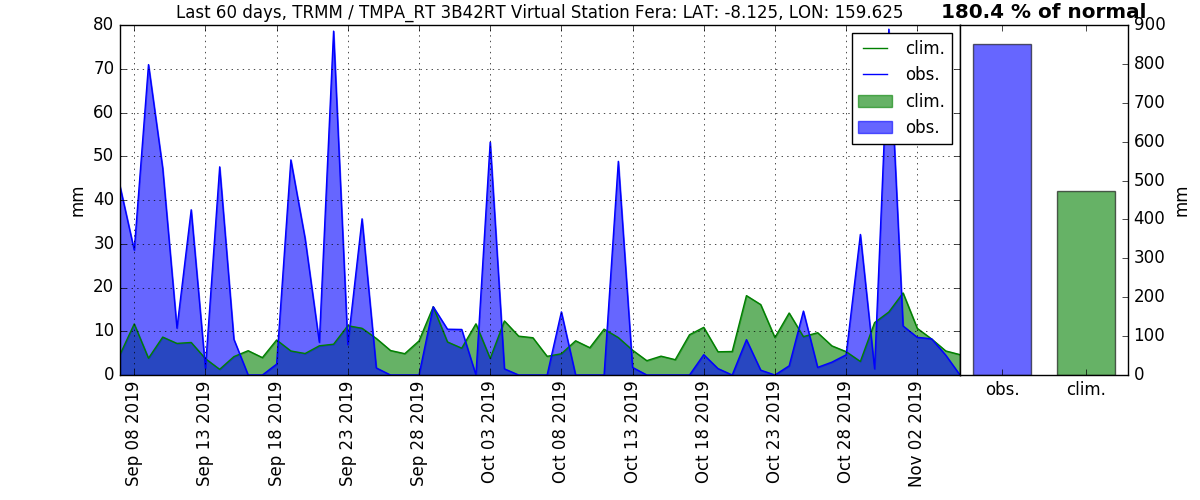 Last 60 days, TRMM / TMPA_RT 3B42RT Virtual Station Fera: LAT: -8.125, LON: 159.625
180.4 % of normal
80
70
60
50
40
30
20
10
0
mm
clim.
obs.
clim.
obs.
900
800
700
600
500
400
300
200
100
0
mm
obs.
clim.
Sep 08 2019
Sep 13 2019
Sep 18 2019
Sep 23 2019
Sep 28 2019
Oct 03 2019
Oct 08 2019
Oct 13 2019
Oct 18 2019
Oct 23 2019
Oct 28 2019
Nov 02 2019